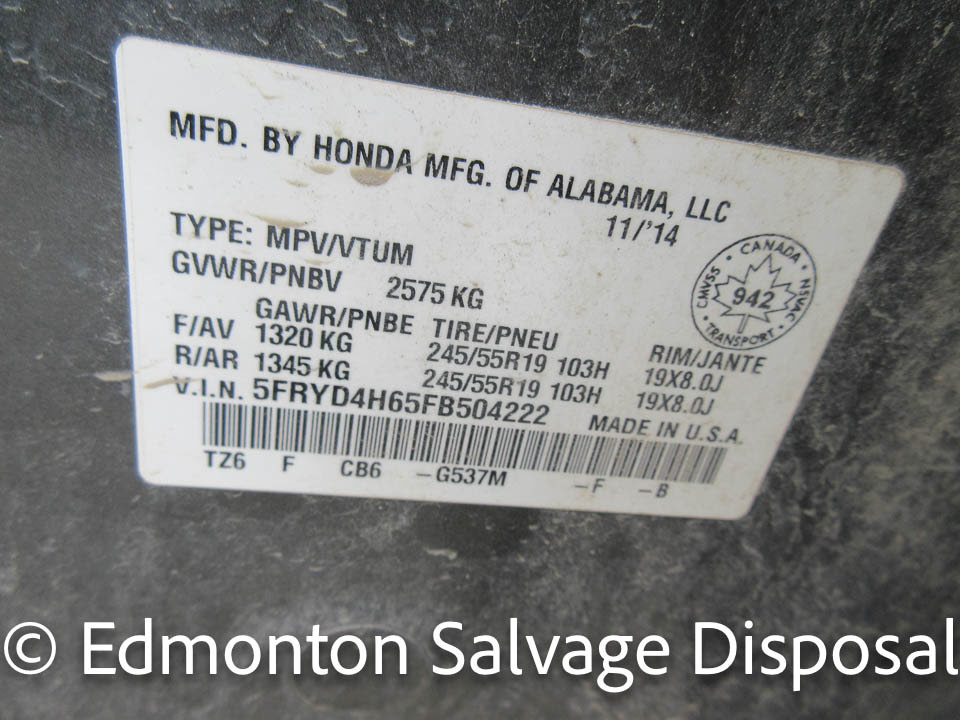 MFD. BY HONDA MFG. OF ALABAMA, LLC
11/'14
TYPE: MPV/VTUM
GVWR/PNBV 2575 KG
GAWR/PNBE TIRE/PNEU RIM/JANTE
F/AV 1320 KG 245/55R19 103H 19X8.0J
R/AR 1345 KG 245/55R19 103H 19X8.0J
V.I.N. 5FRYD4H65FB504222 MADE IN U.S.A.
TZ6 F CB6 -G537M -F -B
CANADA
CMVSS 942 NSVAC
TRANSPORT
© Edmonton Salvage Disposal